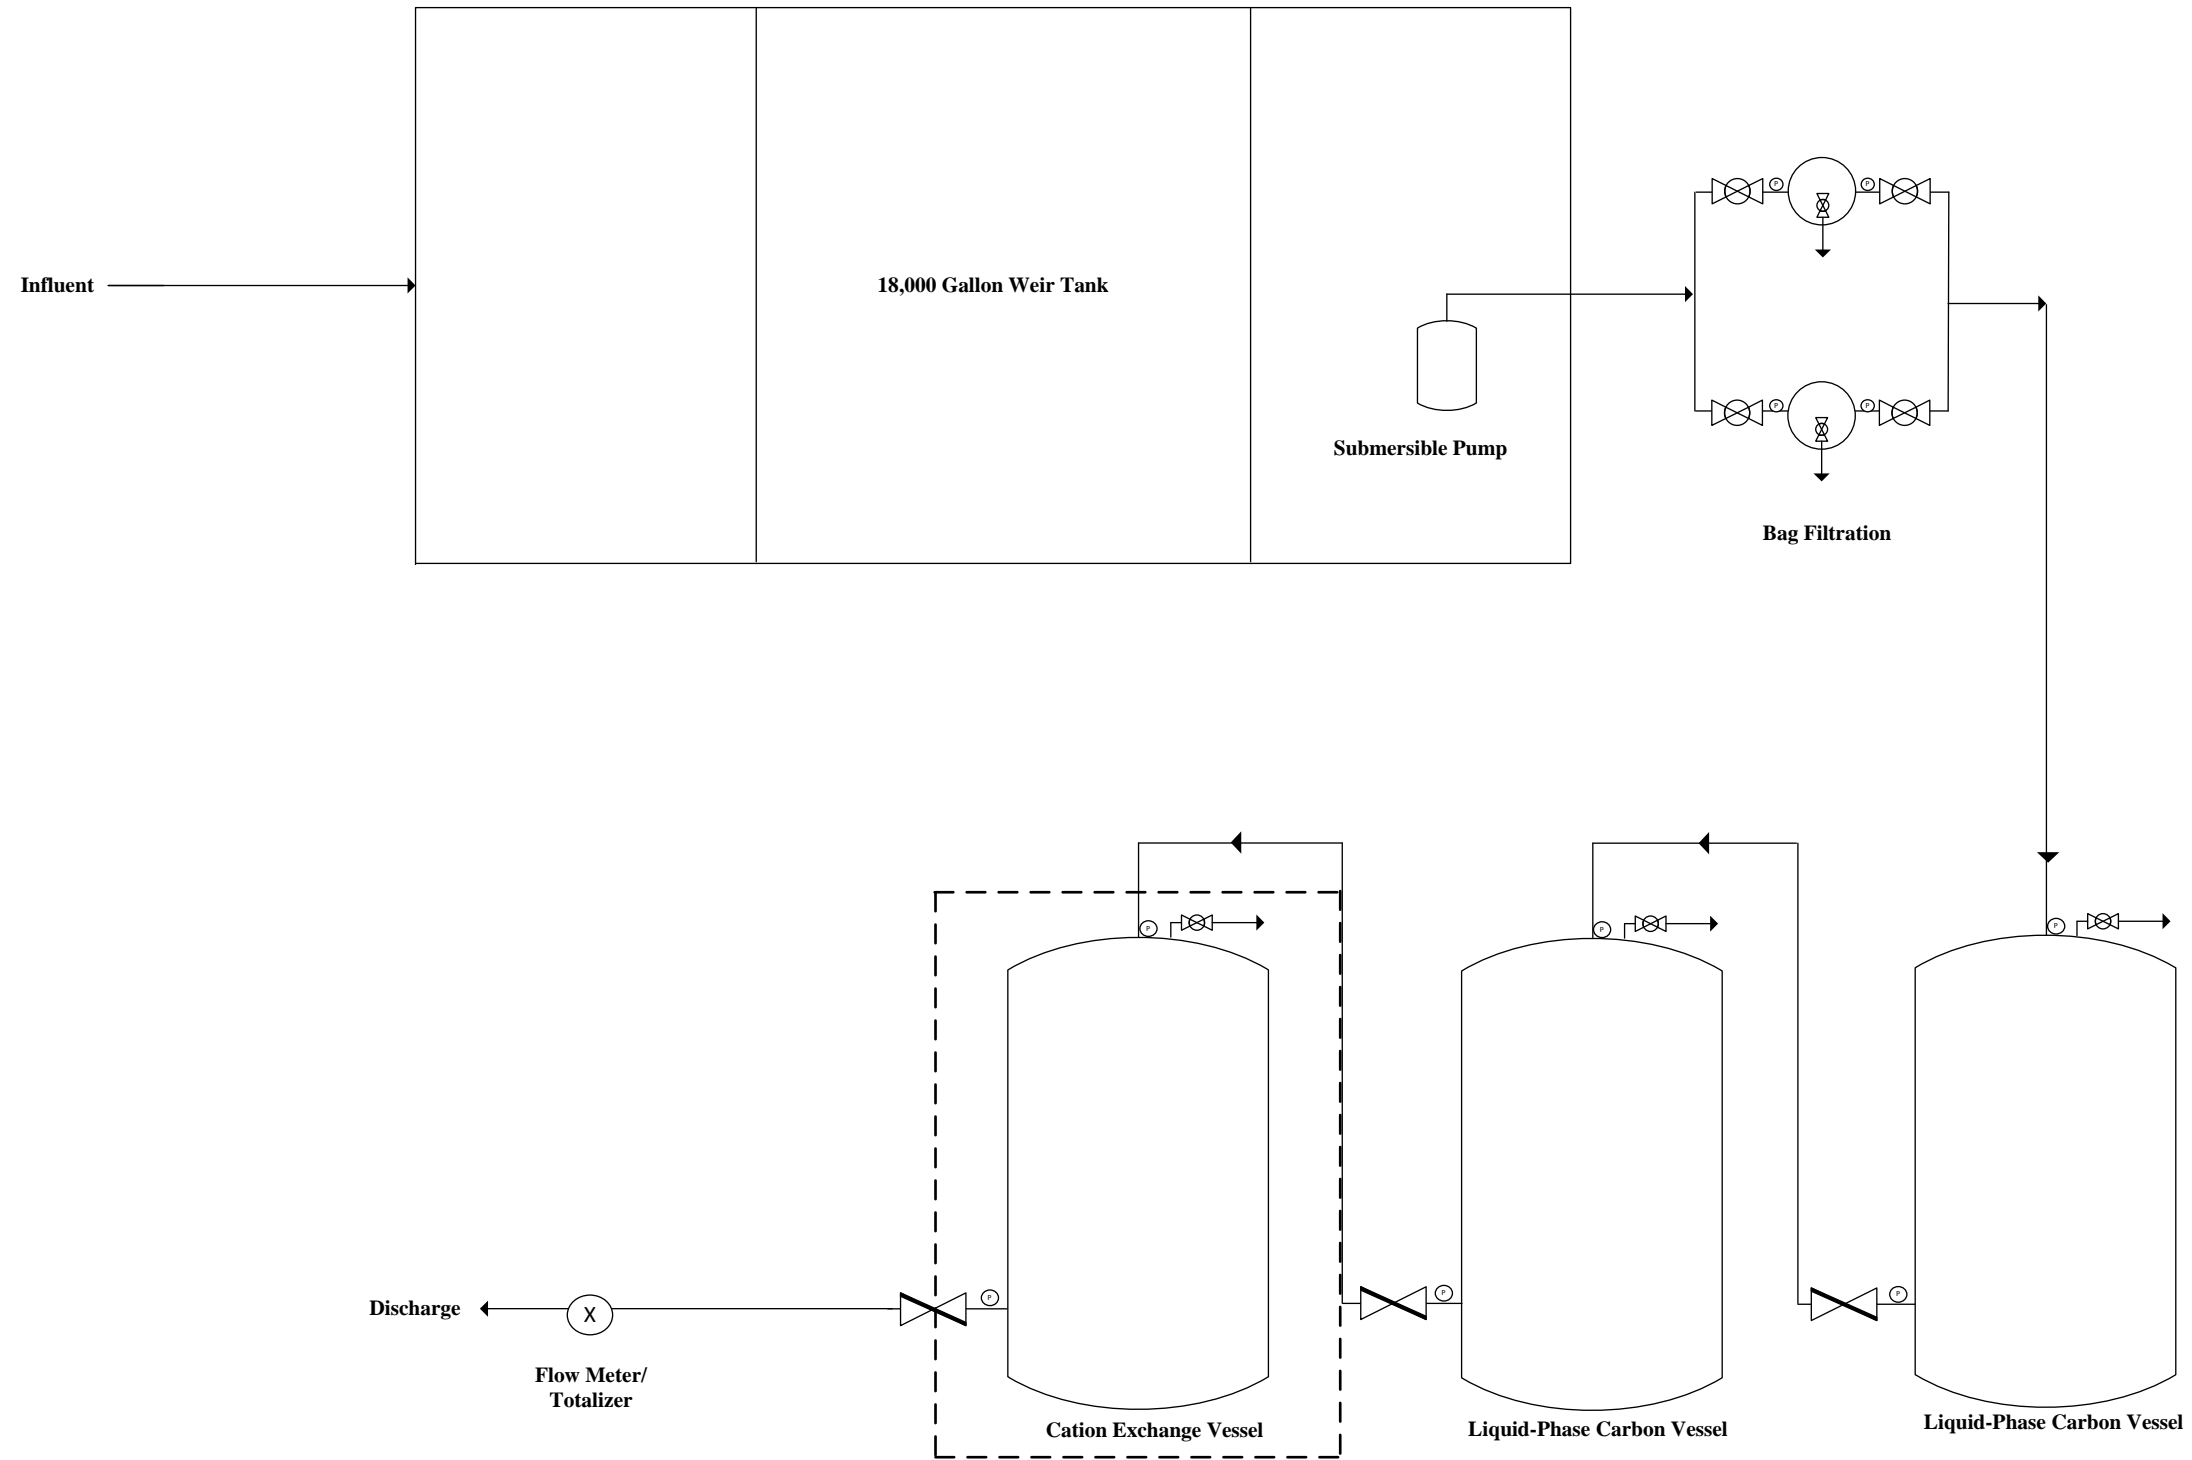 Influent
18,000 Gallon Weir Tank
Submersible Pump
P
P
P
P
Bag Filtration
P
P
P
P
P
P
Discharge
X
Flow Meter/
Totalizer
Cation Exchange Vessel
Liquid-Phase Carbon Vessel
Liquid-Phase Carbon Vessel